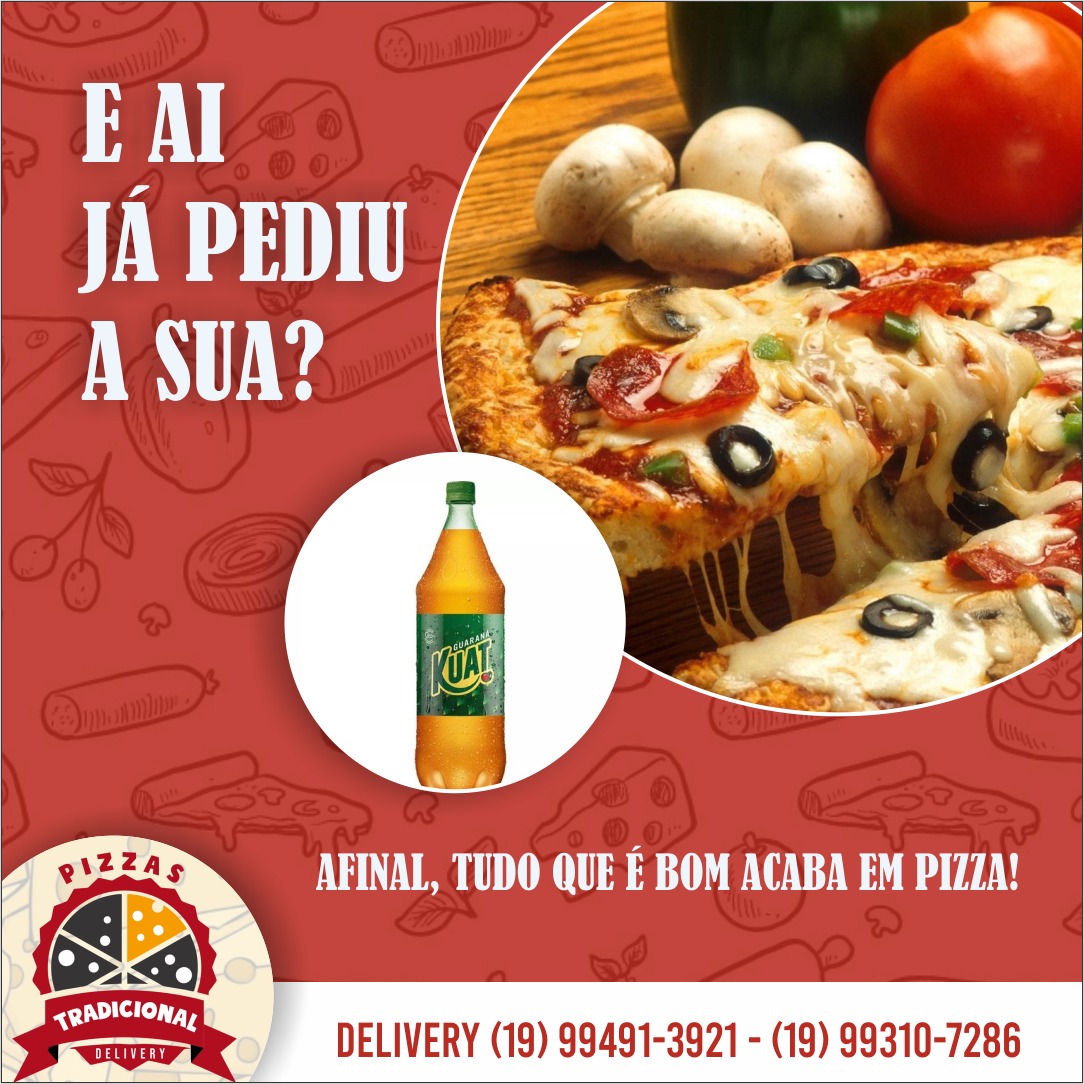 E AI
JÁ PEDIU
A SUA?
GUARANÁ
KUAT
AFINAL, TUDO QUE É BOM ACABA EM PIZZA!
PIZZAS
TRADICIONAL
DELIVERY
DELIVERY (19) 99491-3921 - (19) 99310-7286